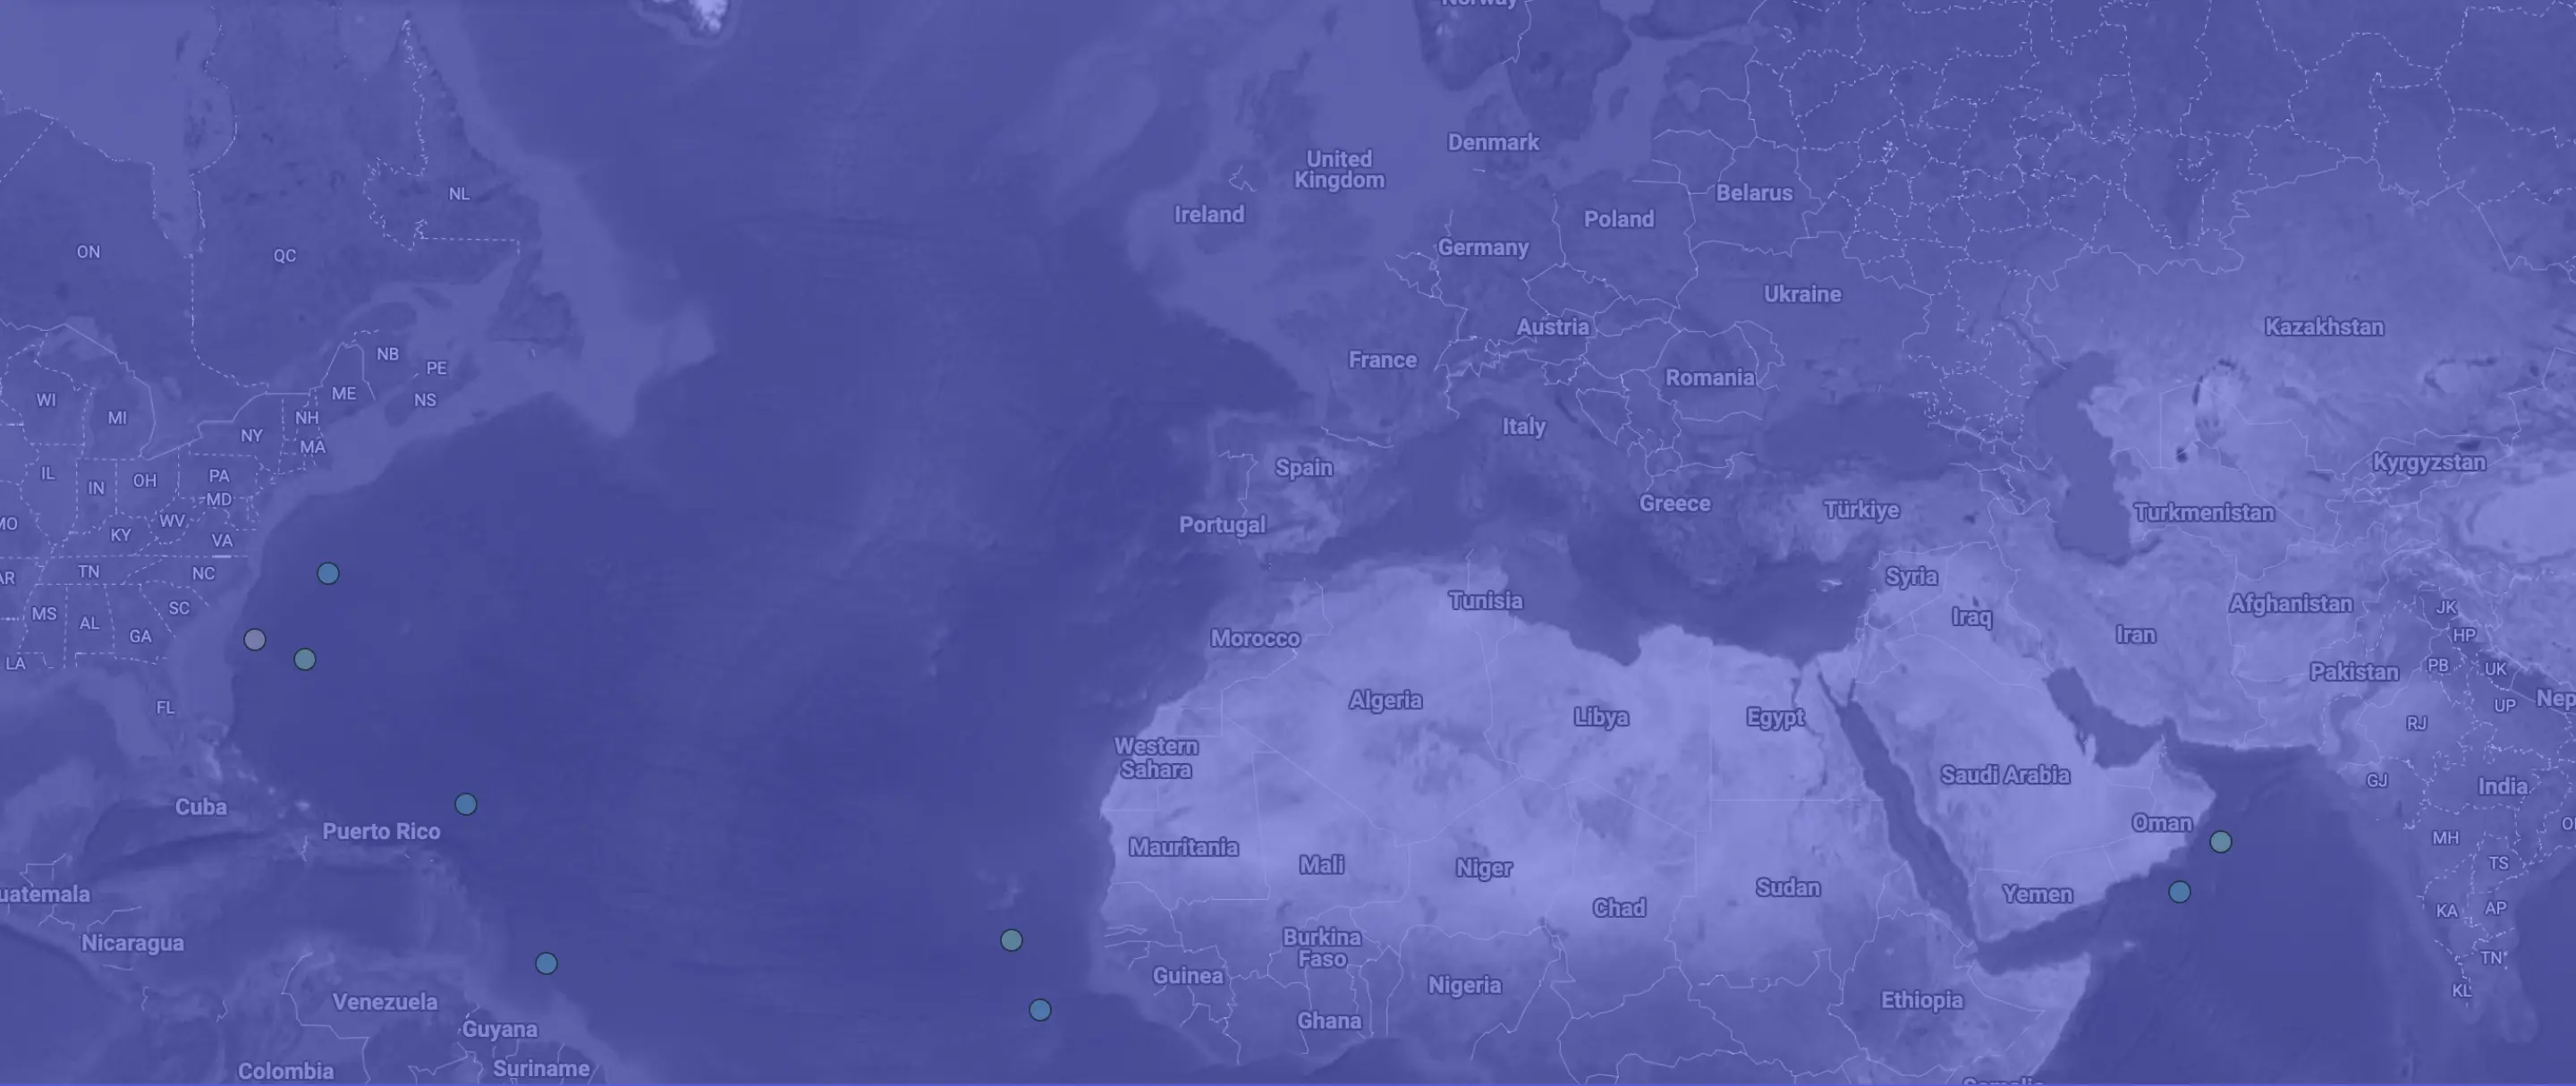 Norway
Denmark
United
Kingdom
NL
Belarus
Ireland
Poland
ON
QC
Germany
Ukraine
Austria
Kazakhstan
NB
France
PE
Romania
ME
WI
NS
MI
NH
Italy
NY
MA
Spain
Kyrgyzstan
IL
PA
OH
IN
MD
Greece
Türkiye
Turkmenistan
MO
WV
Portugal
KY
VA
TN
NC
AR
Syria
Tunisia
Afghanistan
SC
JK
MS
Iraq
AL
Iran
GA
Morocco
HP
LA
PB
UK
Pakistan
Algeria
Nep
UP
FL
Libya
Egypt
RJ
Western
Sahara
Saudi Arabia
GJ
India
Cuba
Oman
Puerto Rico
MH
Mauritania
TS
Mali
Niger
Sudan
uatemala
Yemen
Chad
AP
KA
Burkina
Faso
Nicaragua
TN
Guinea
Nigeria
KL
Venezuela
Ethiopia
Ghana
Guyana
Suriname
Colombia
Somalia